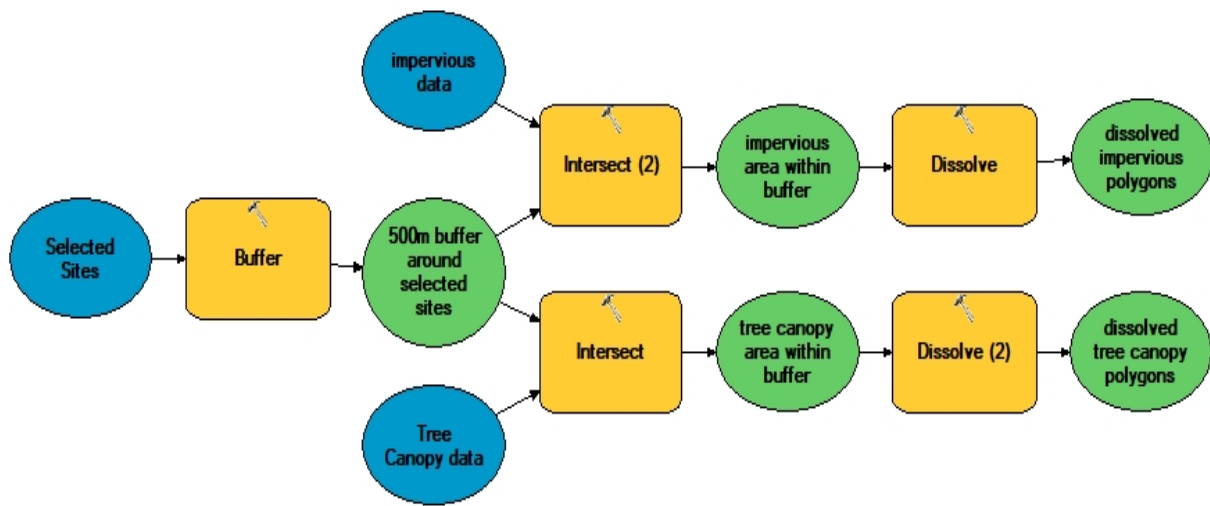 impervious
data
Intersect (2)
impervious
area within
buffer
Dissolve
dissolved
impervious
polygons
Selected
Sites
Buffer
500m buffer
around
selected
sites
Intersect
tree canopy
area within
buffer
Dissolve (2)
dissolved
tree canopy
polygons
Tree
Canopy data